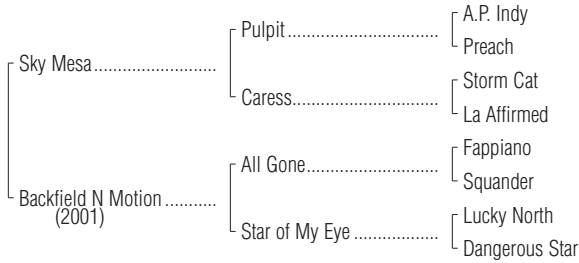 A.P. Indy
Pulpit
Preach
Sky Mesa
Storm Cat
Caress
La Affirmed
Fappiano
All Gone
Squander
Backfield N Motion
(2001)
Lucky North
Star of My Eye
Dangerous Star